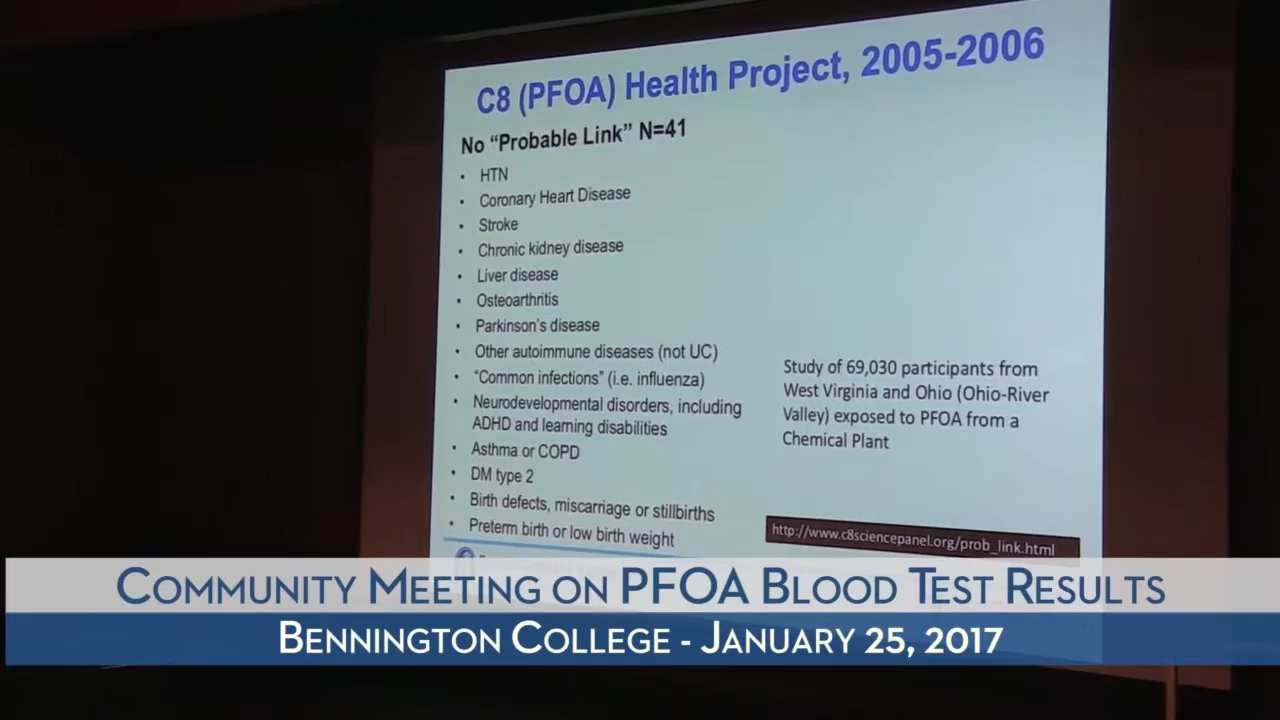 C8 (PFOA) Health Project, 2005-2006
No “Probable Link” N=41
• HTN
• Coronary Heart Disease
• Stroke
• Chronic kidney disease
• Liver disease
• Osteoarthritis
• Parkinson's disease
• Other autoimmune diseases (not UC)
• “Common infections” (i.e. influenza)
• Neurodevelopmental disorders, including
ADHD and learning disabilities
• Asthma or COPD
• DM type 2
• Birth defects, miscarriage or stillbirths
• Preterm birth or low birth weight
Study of 69,030 participants from
West Virginia and Ohio (Ohio-River
Valley) exposed to PFOA from a
Chemical Plant
http://www.c8sciencepanel.org/prob_link.html
COMMUNITY MEETING ON PFOA BLOOD TEST RESULTS
BENNINGTON COLLEGE - JANUARY 25, 2017